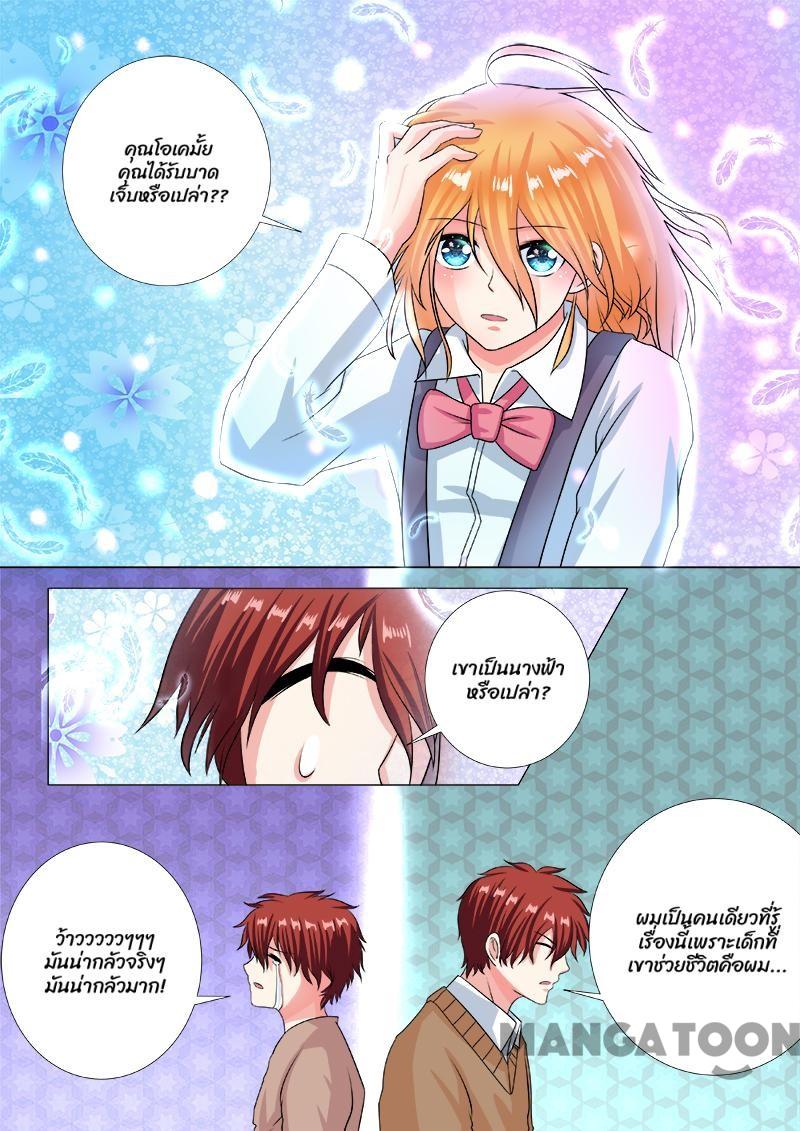 คุณโอเคมั้ย
คุณได้รับบาด
เจ็บหรือเปล่า??
เขาเป็นนางฟ้า
หรือเปล่า?
ว้าวววววๆๆๆ
มันน่ากลัวจริงๆ
มันน่ากลัวมาก!
ผมเป็นคนเดียวที่รู้
เรื่องนี้เพราะเด็กที่
เขาช่วยชีวิตคือผม...
MANGATOON